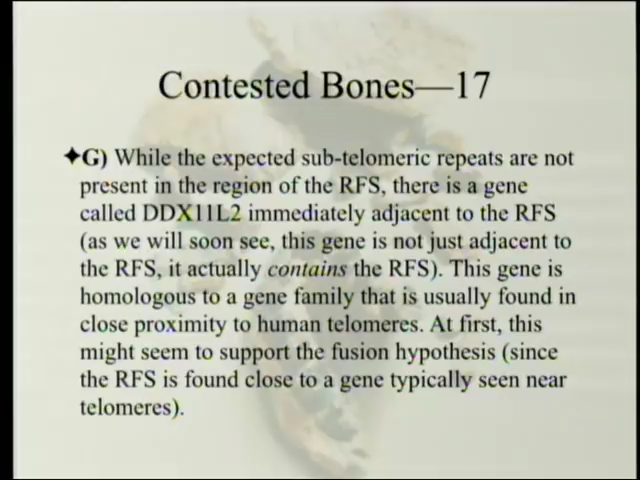 Contested Bones—17
✦G) While the expected sub-telomeric repeats are not
present in the region of the RFS, there is a gene
called DDX11L2 immediately adjacent to the RFS
(as we will soon see, this gene is not just adjacent to
the RFS, it actually contains the RFS). This gene is
homologous to a gene family that is usually found in
close proximity to human telomeres. At first, this
might seem to support the fusion hypothesis (since
the RFS is found close to a gene typically seen near
telomeres).